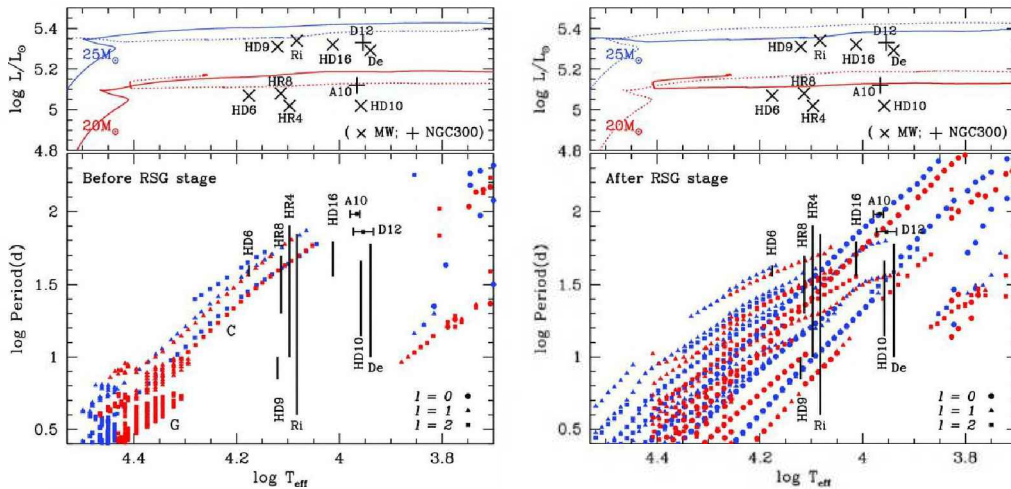 5.4
5.2
5
4.8
log L/L⊙
25M⊙
20M⊙
HD9
Ri
HD16
D12
De
HR8
A10
HD6
HR4
HD10
( × MW; + NGC300)
Before RSG stage
2
1.5
1
0.5
log Period(d)
HD6
HR8
HR4
HD16
A10
D12
C
G
HD9
Ri
HD10
De
l = 0
l = 1
l = 2
4.4
4.2
4
3.8
log Teff
5.4
5.2
5
4.8
log L/L⊙
25M⊙
20M⊙
HD9
Ri
HD16
D12
De
HR8
A10
HD6
HR4
HD10
( × MW; + NGC300)
After RSG stage
2
1.5
1
0.5
log Period(d)
HD6
HR8
HR4
HD16
A10
D12
HD9
Ri
HD10
De
l = 0
l = 1
l = 2
4.4
4.2
4
3.8
log Teff